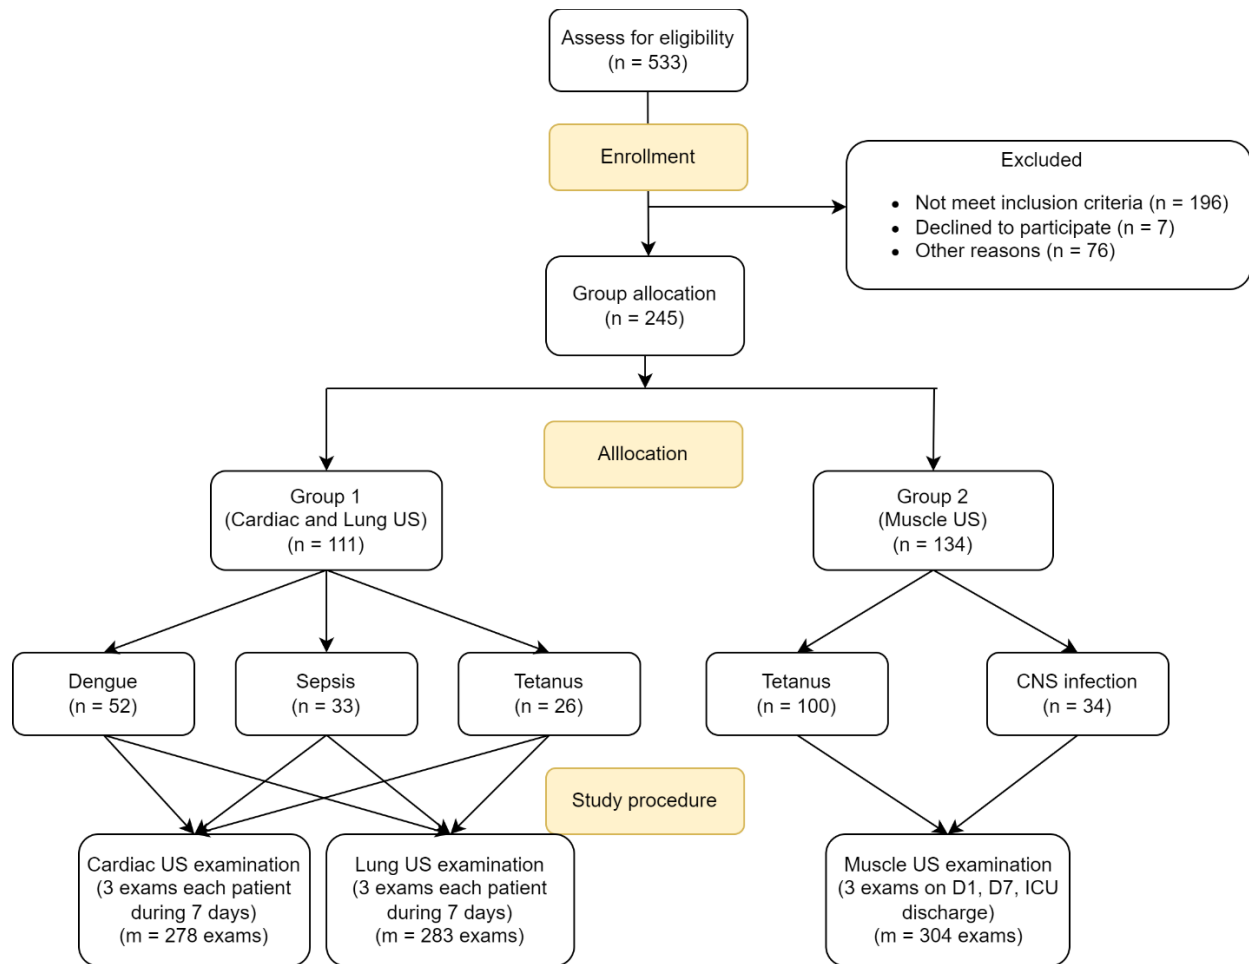 Assess for eligibility
(n = 533)
Enrollment
Excluded
• Not meet inclusion criteria (n = 196)
• Declined to participate (n = 7)
• Other reasons (n = 76)
Group allocation
(n = 245)
Alllocation
Group 1
(Cardiac and Lung US)
(n = 111)
Group 2
(Muscle US)
(n = 134)
Dengue
(n = 52)
Sepsis
(n = 33)
Tetanus
(n = 26)
Tetanus
(n = 100)
CNS infection
(n = 34)
Study procedure
Cardiac US examination
(3 exams each patient
during 7 days)
(m = 278 exams)
Lung US examination
(3 exams each patient
during 7 days)
(m = 283 exams)
Muscle US examination
(3 exams on D1, D7, ICU
discharge)
(m = 304 exams)